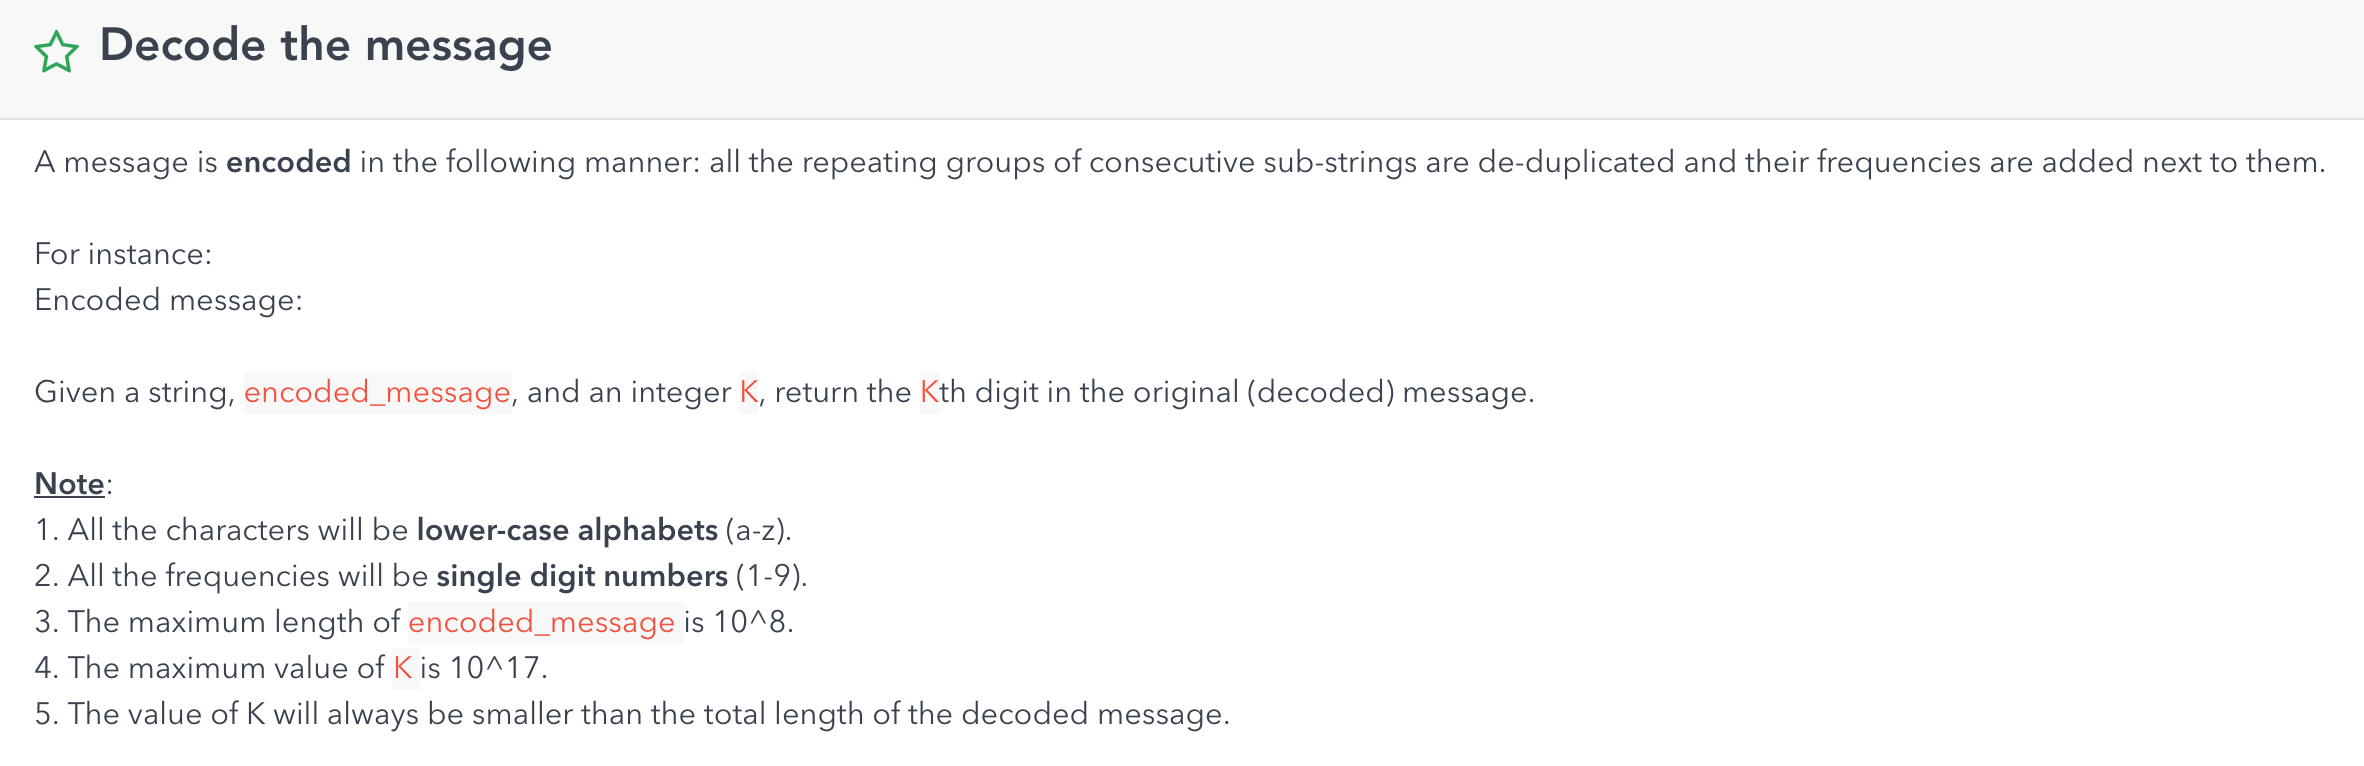 Decode the message
A message is encoded in the following manner: all the repeating groups of consecutive sub-strings are de-duplicated and their frequencies are added next to them.
For instance:
Encoded message:
Given a string, encoded_message, and an integer K, return the Kth digit in the original (decoded) message.
Note:
1. All the characters will be lower-case alphabets (a-z).
2. All the frequencies will be single digit numbers (1-9).
3. The maximum length of encoded_message is 10^8.
4. The maximum value of K is 10^17.
5. The value of K will always be smaller than the total length of the decoded message.